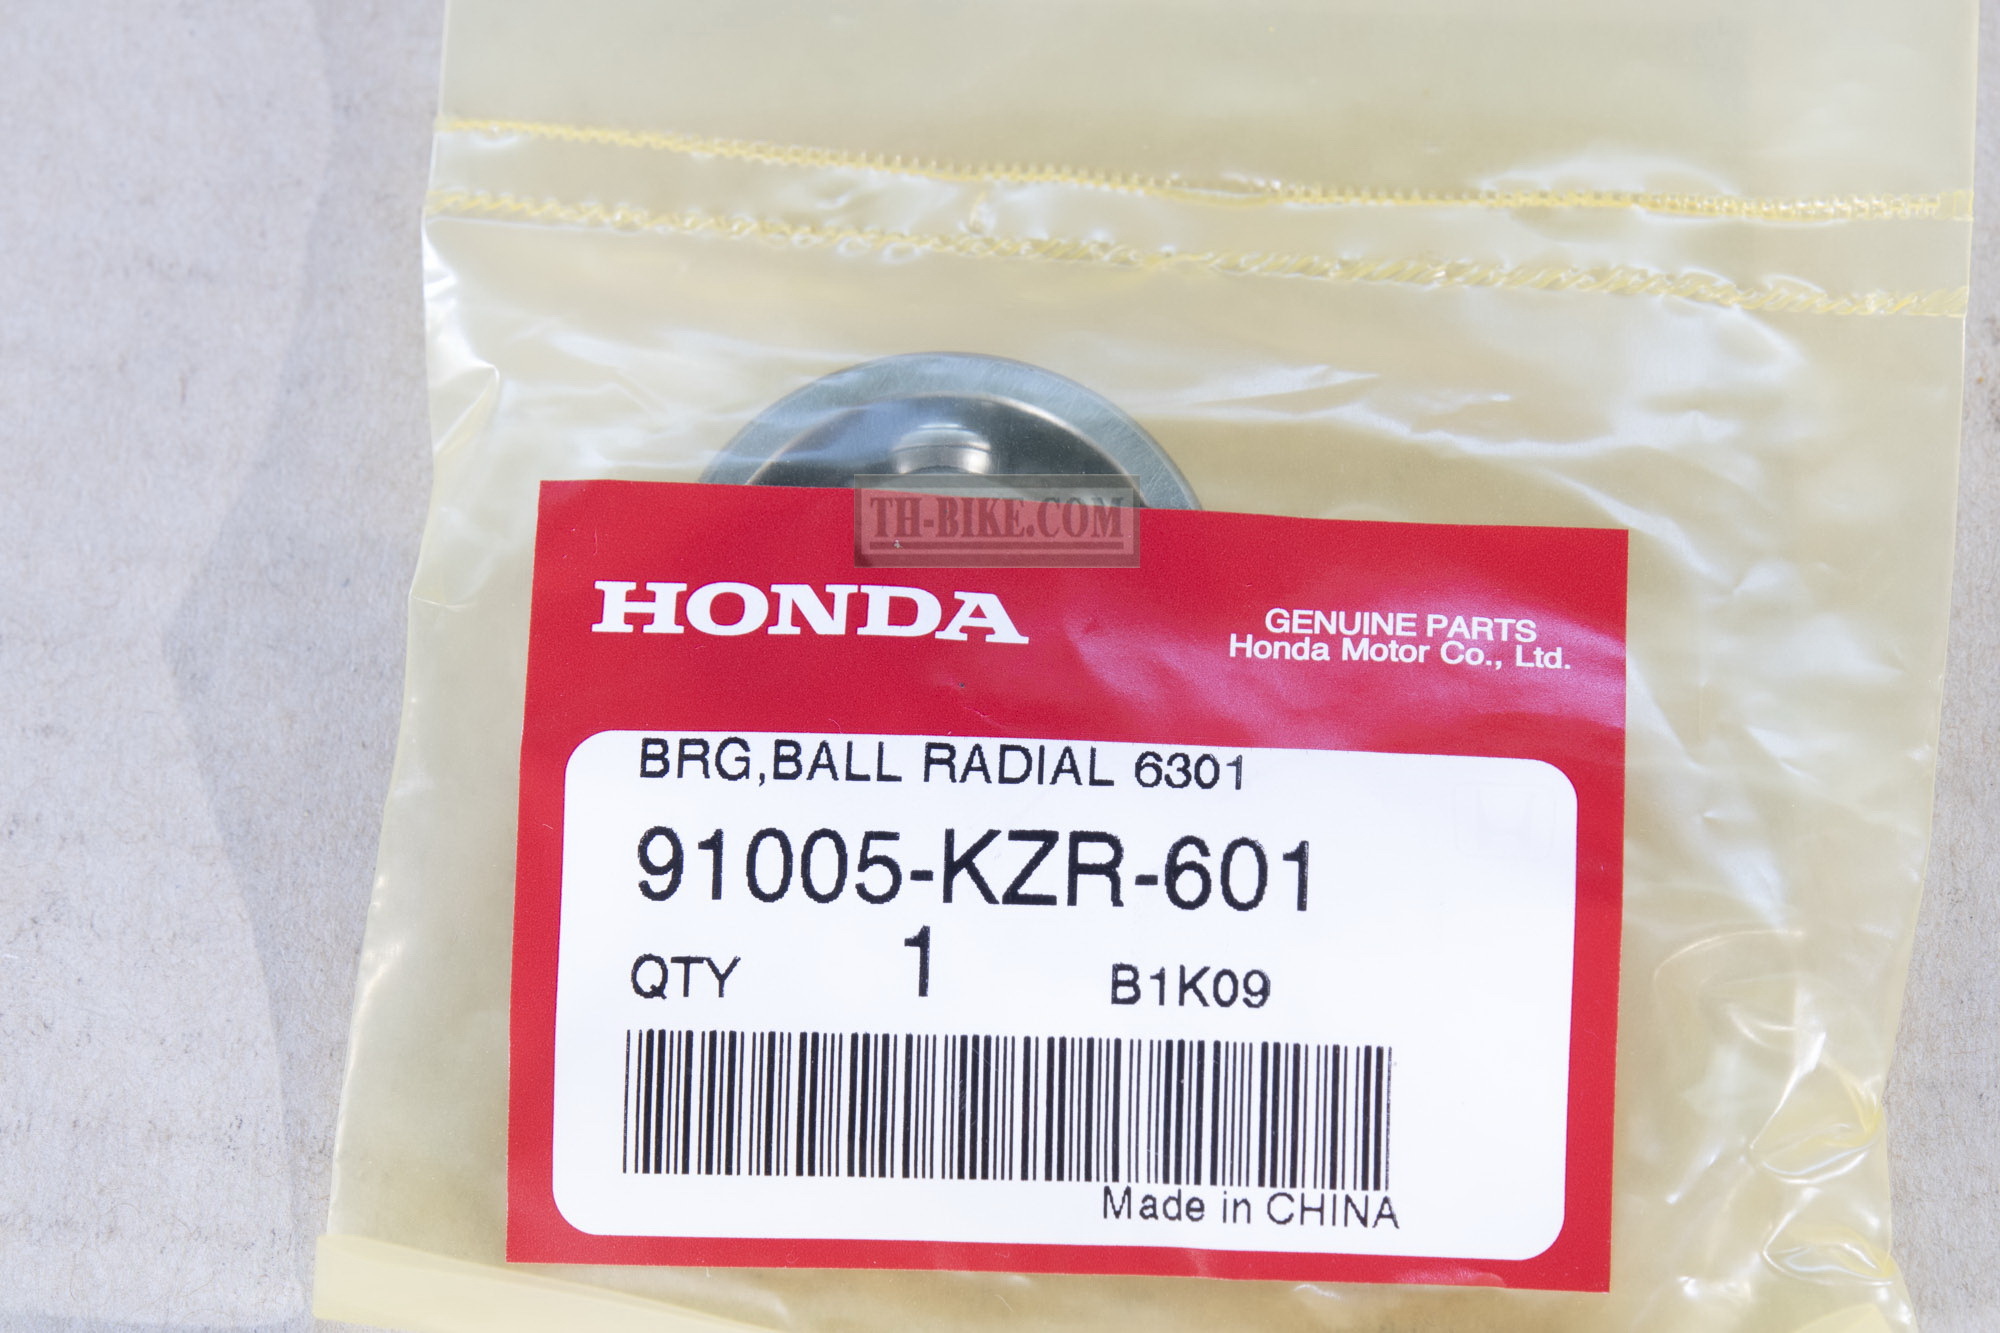 TH-BIKE.COM
HONDA
GENUINE PARTS
Honda Motor Co., Ltd.
BRG,BALL RADIAL 6301
91005-KZR-601
QTY 1 B1K09
Made in CHINA